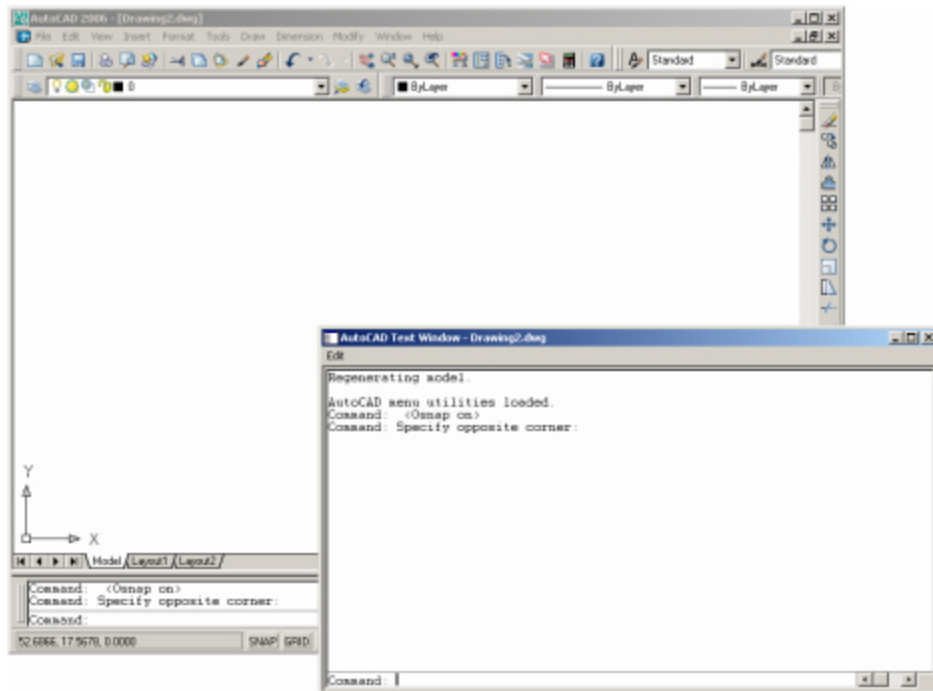 AutoCAD 2006 - [Drawing2.dwg]
File Edit View Insert Format Tools Draw Dimension Modify Window Help
Standard Standard
0 ByLayer ByLayer ByLayer
AutoCAD Text Window - Drawing2.dwg
Edit
Regenerating model.
AutoCAD menu utilities loaded.
Command: <Osnap on>
Command: Specify opposite corner:
Y
X
Model Layout1 Layout2
Command: <Osnap on>
Command: Specify opposite corner:
Command:
52.6866, 17.9678, 0.0000 SNAP GRID
Command: